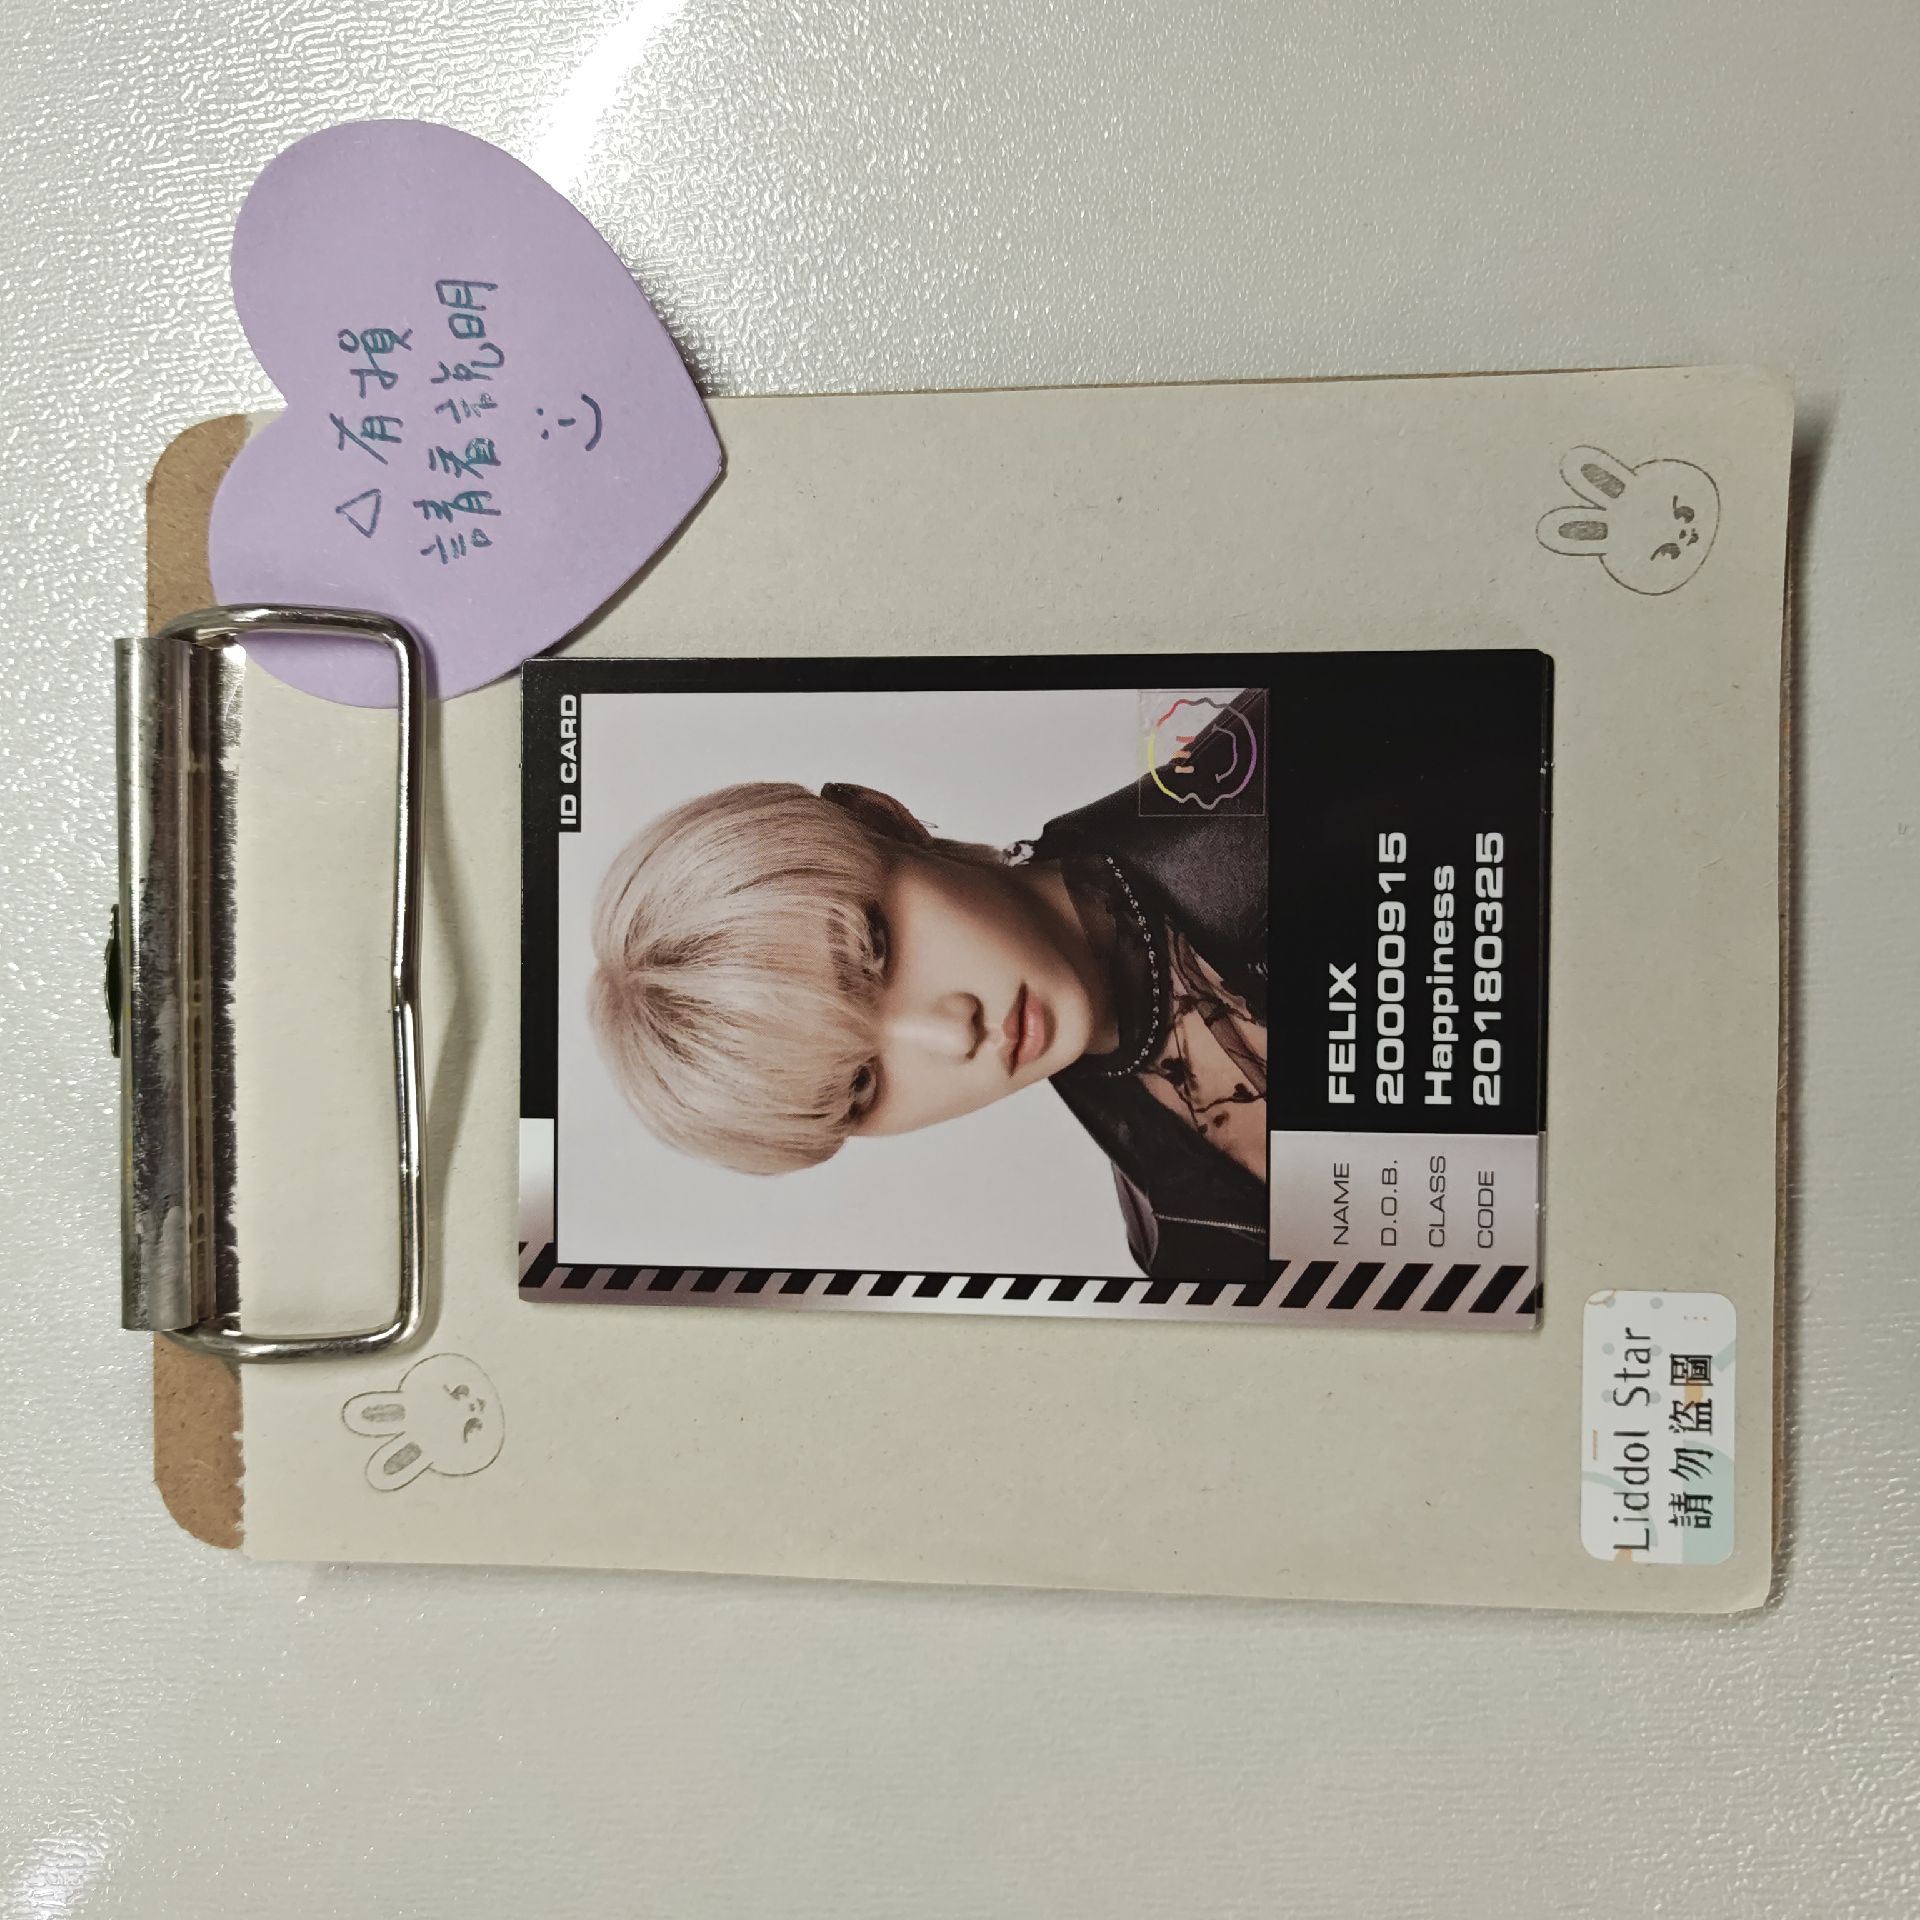 △有損
請看說明
ID CARD
NAME FELIX
D.O.B. 20000915
CLASS Happiness
CODE 20180325
Liddol Star
請勿盜圖